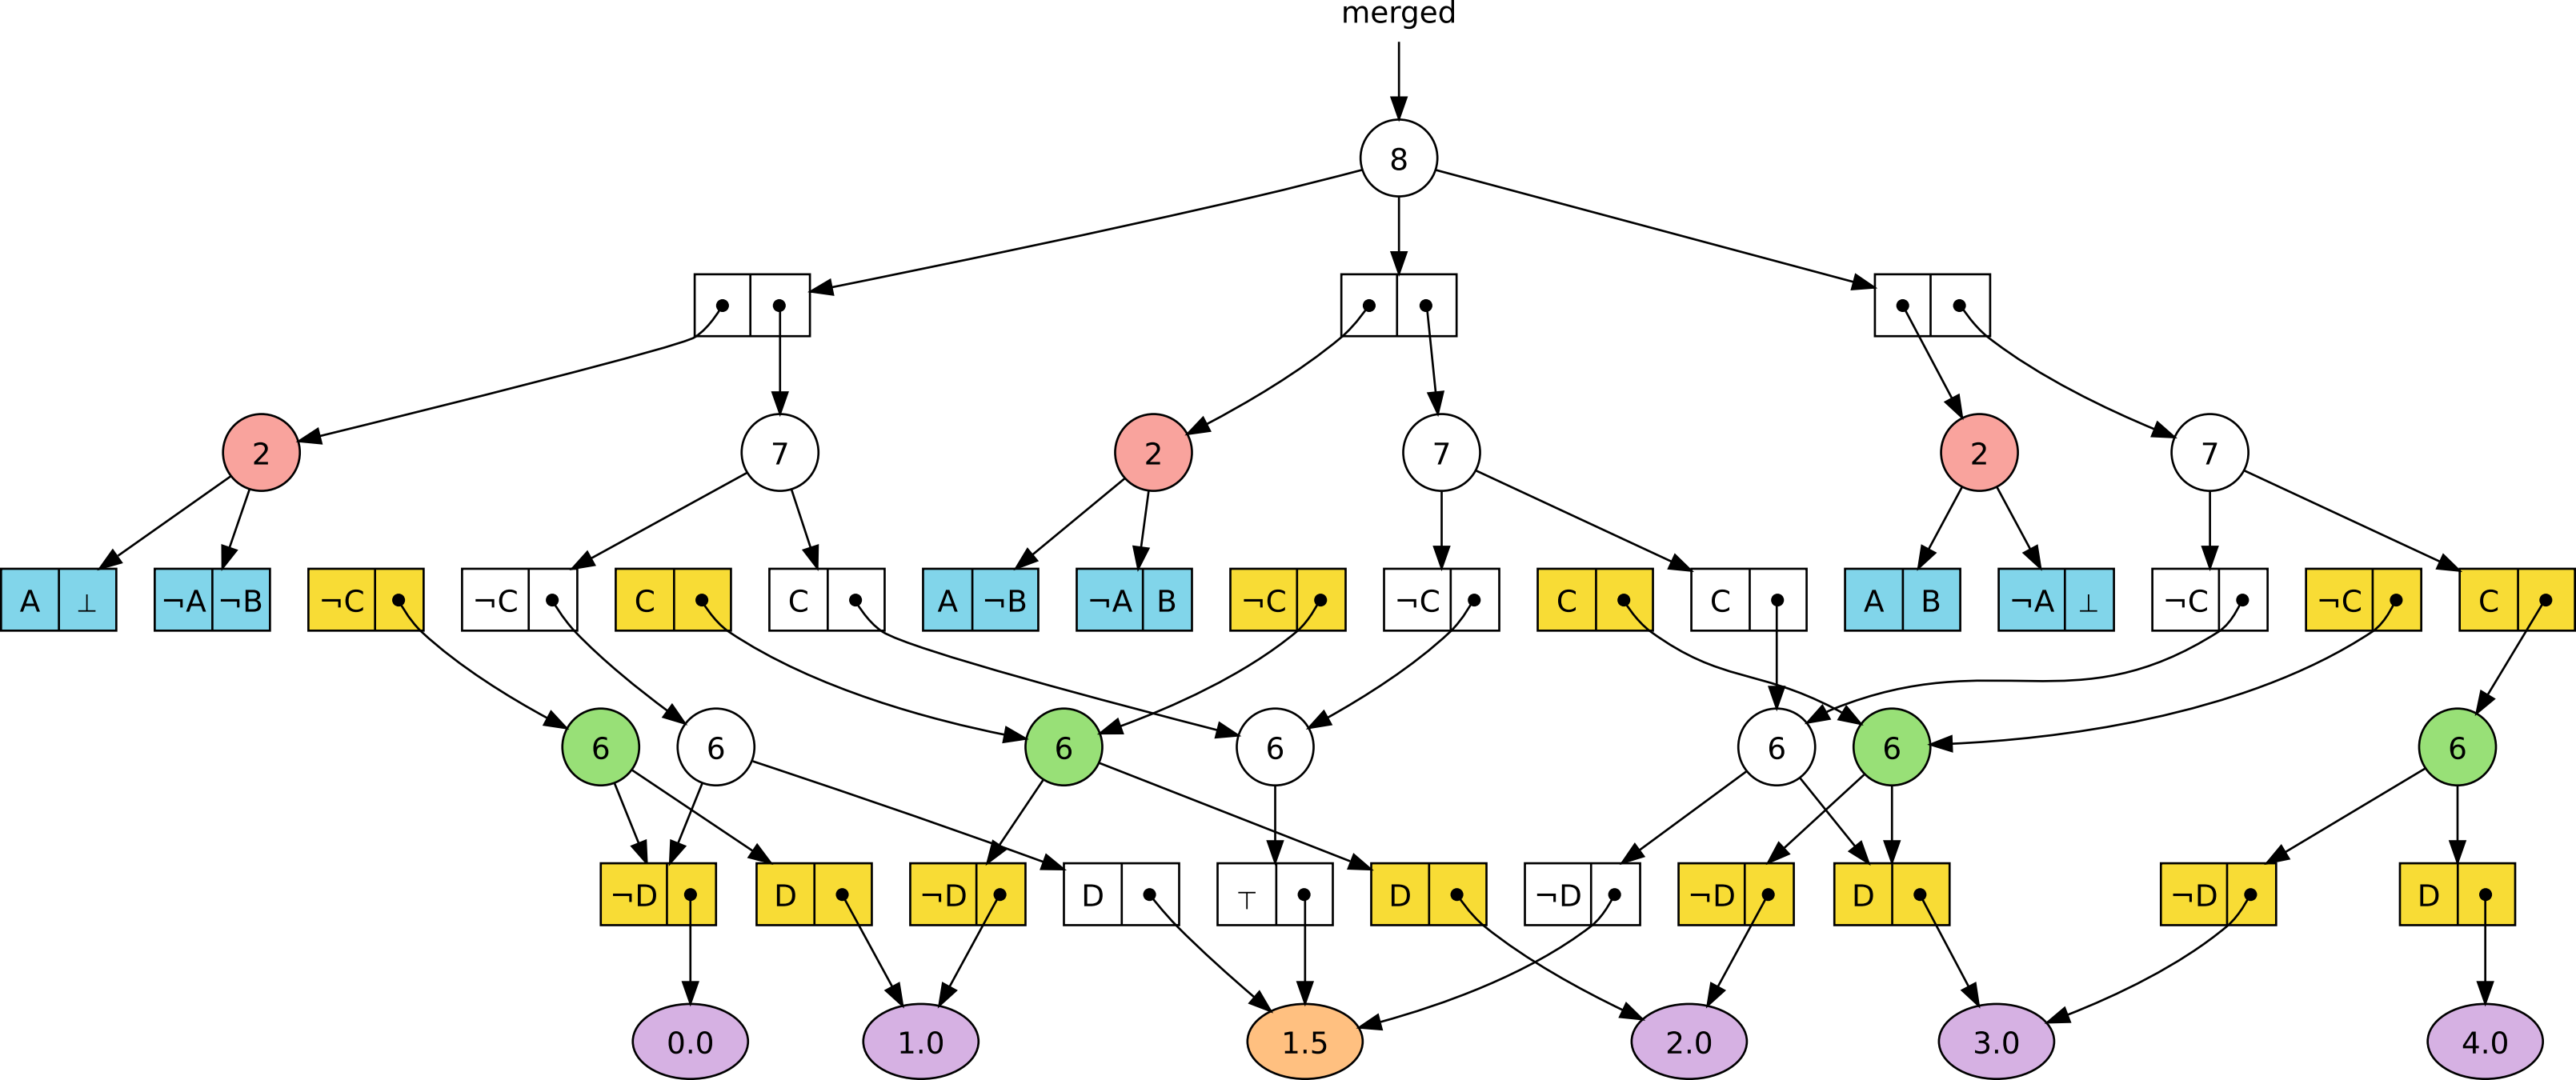 merged
8
2 7 2 7 2 7
A ⊥ ¬A ¬B ¬C ¬C C C A ¬B ¬A B ¬C ¬C C C A B ¬A ⊥ ¬C ¬C C
6 6 6 6 6 6 6
¬D D ¬D D ⊤ D ¬D ¬D D ¬D D
0.0 1.0 1.5 2.0 3.0 4.0